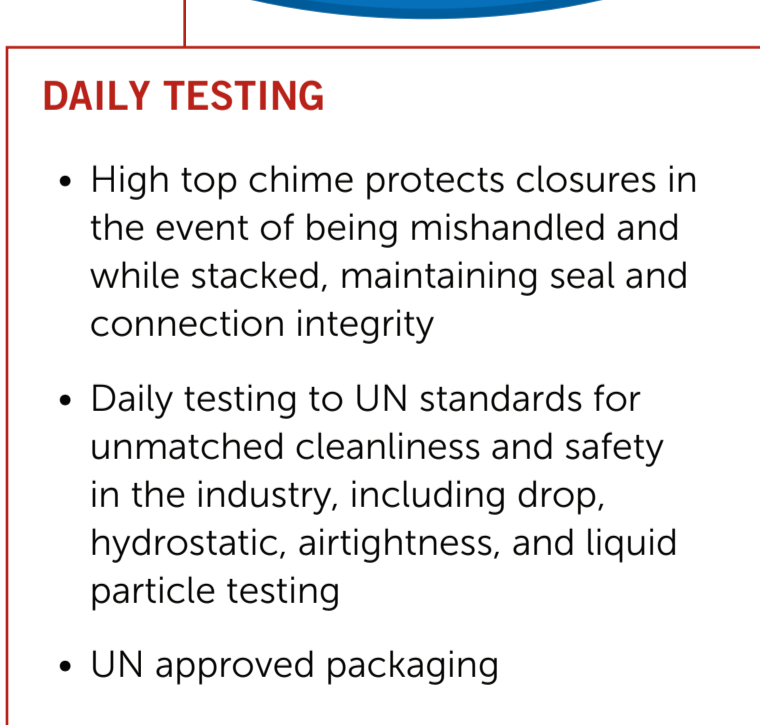 DAILY TESTING
• High top chime protects closures in
the event of being mishandled and
while stacked, maintaining seal and
connection integrity
• Daily testing to UN standards for
unmatched cleanliness and safety
in the industry, including drop,
hydrostatic, airtightness, and liquid
particle testing
• UN approved packaging